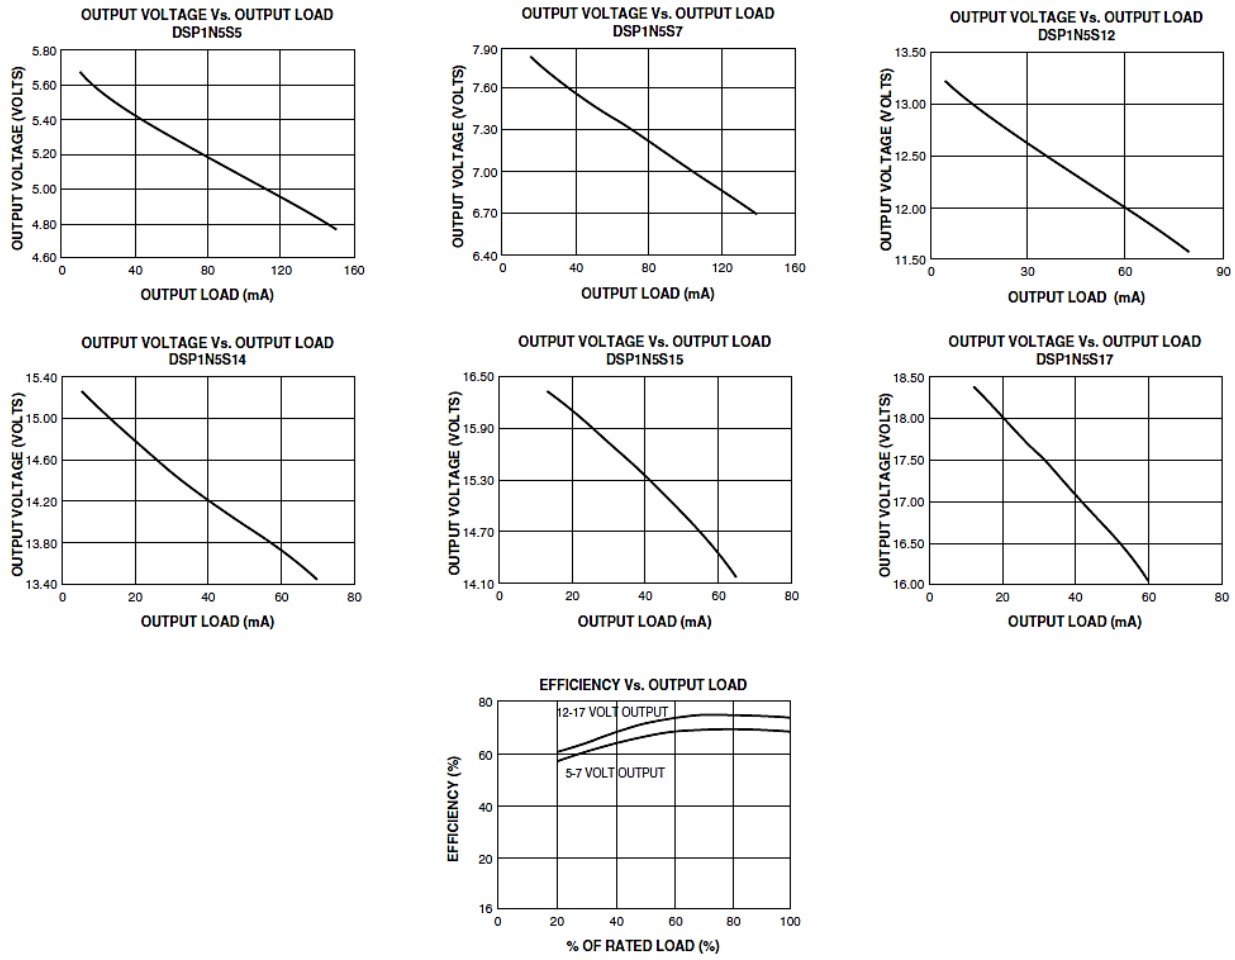 OUTPUT VOLTAGE Vs. OUTPUT LOAD
DSP1N5S5
OUTPUT VOLTAGE (VOLTS)
5.80
5.60
5.40
5.20
5.00
4.80
4.60
0 40 80 120 160
OUTPUT LOAD (mA)
OUTPUT VOLTAGE Vs. OUTPUT LOAD
DSP1N5S7
OUTPUT VOLTAGE (VOLTS)
7.90
7.60
7.30
7.00
6.70
6.40
0 40 80 120 160
OUTPUT LOAD (mA)
OUTPUT VOLTAGE Vs. OUTPUT LOAD
DSP1N5S12
OUTPUT VOLTAGE (VOLTS)
13.50
13.00
12.50
12.00
11.50
0 30 60 90
OUTPUT LOAD (mA)
OUTPUT VOLTAGE Vs. OUTPUT LOAD
DSP1N5S14
OUTPUT VOLTAGE (VOLTS)
15.40
15.00
14.60
14.20
13.80
13.40
0 20 40 60 80
OUTPUT LOAD (mA)
OUTPUT VOLTAGE Vs. OUTPUT LOAD
DSP1N5S15
OUTPUT VOLTAGE (VOLTS)
16.50
15.90
15.30
14.70
14.10
0 20 40 60 80
OUTPUT LOAD (mA)
OUTPUT VOLTAGE Vs. OUTPUT LOAD
DSP1N5S17
OUTPUT VOLTAGE (VOLTS)
18.50
18.00
17.50
17.00
16.50
16.00
0 20 40 60 80
OUTPUT LOAD (mA)
EFFICIENCY Vs. OUTPUT LOAD
EFFICIENCY (%)
80
60
40
20
16
12-17 VOLT OUTPUT
5-7 VOLT OUTPUT
0 20 40 60 80 100
% OF RATED LOAD (%)